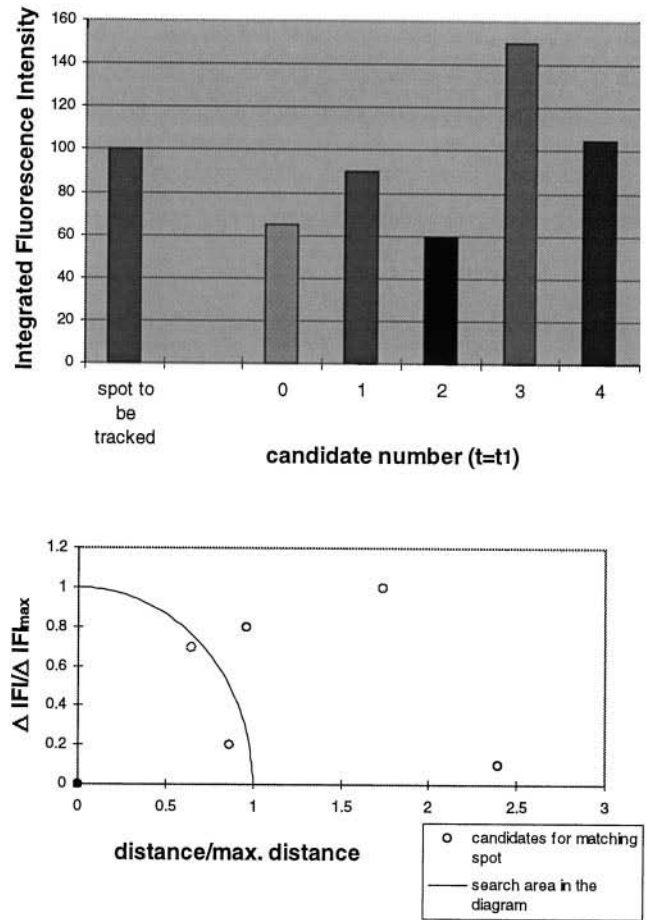 Integrated Fluorescence Intensity
160
140
120
100
80
60
40
20
0
spot to
be
tracked
0
1
2
3
4
candidate number (t=t1)
Δ IFI/Δ IFImax
1.2
1
0.8
0.6
0.4
0.2
0
0
0.5
1
1.5
2
2.5
3
distance/max. distance
candidates for matching
spot
search area in the
diagram